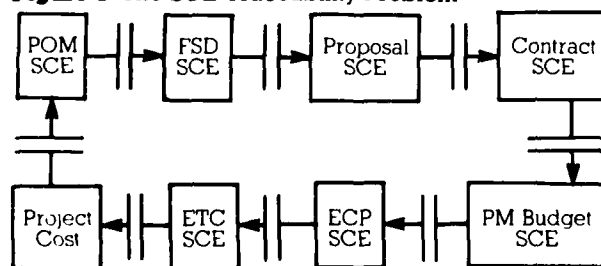 POM
SCE
FSD
SCE
Proposal
SCE
Contract
SCE
Project
Cost
ETC
SCE
ECP
SCE
PM Budget
SCE